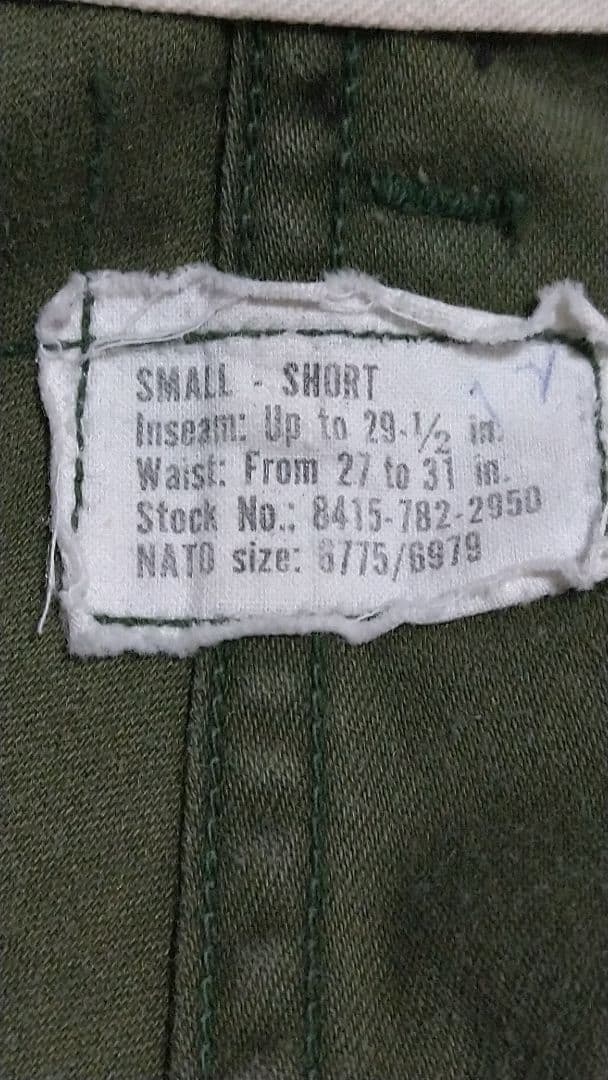 SMALL - SHORT
Inseam: Up to 29-1/2 in.
Waist: From 27 to 31 in.
Stock No.: 8415-782-2950
NATO size: 6775/6979